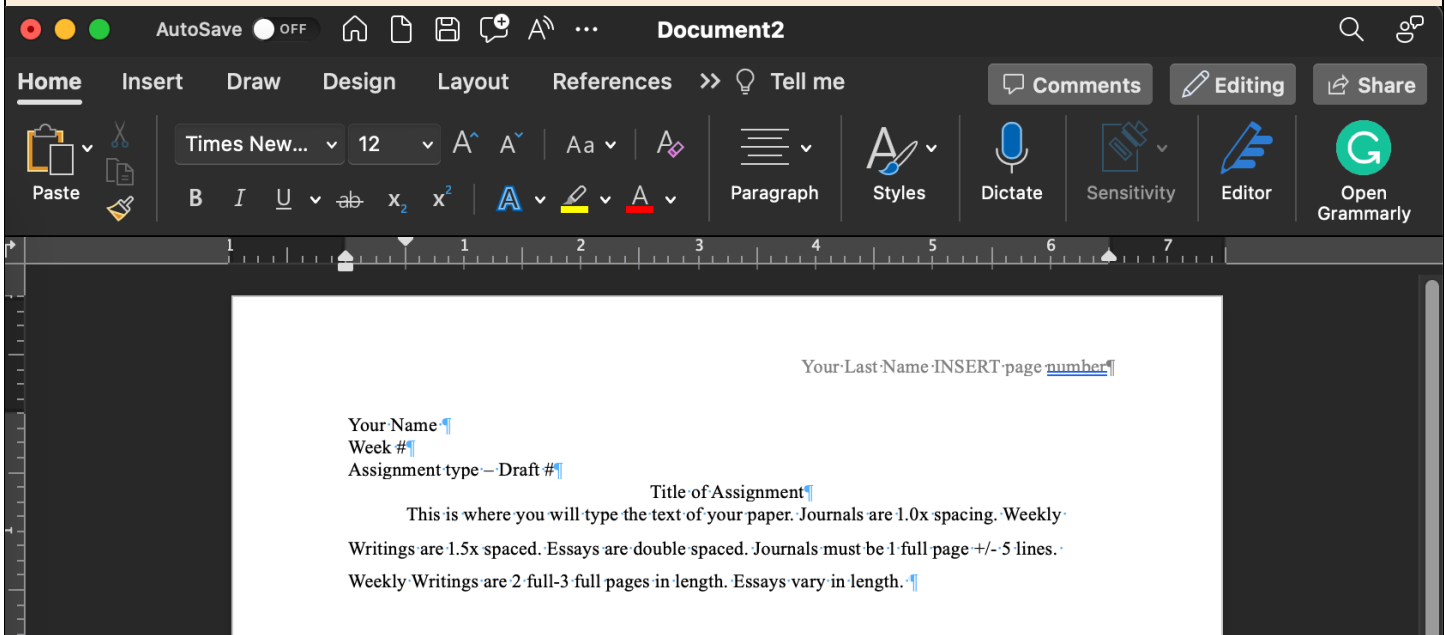 AutoSave OFF ... Document2
Home Insert Draw Design Layout References >> Tell me Comments Editing Share
Times New... 12 A A Aa A
Paste B I U ab x2 x2 A A Paragraph Styles Dictate Sensitivity Editor Open
Grammarly
1 1 2 3 4 5 6 7
Your Last Name INSERT page number¶
Your Name ¶
Week #¶
Assignment type – Draft #¶
Title of Assignment¶
This is where you will type the text of your paper. Journals are 1.0x spacing. Weekly
Writings are 1.5x spaced. Essays are double spaced. Journals must be 1 full page +/- 5 lines.
Weekly Writings are 2 full-3 full pages in length. Essays vary in length. ¶